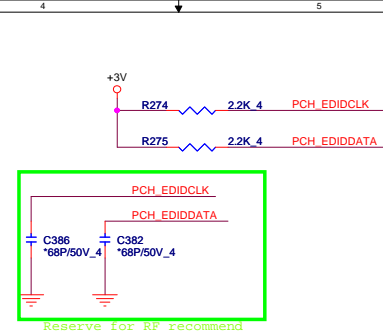 4 5
+3V
R274 2.2K_4 PCH_EDIDCLK
R275 2.2K_4 PCH_EDIDDATA
PCH_EDIDCLK
PCH_EDIDDATA
C386 C382
*68P/50V_4 *68P/50V_4
Reserve for RF recommend